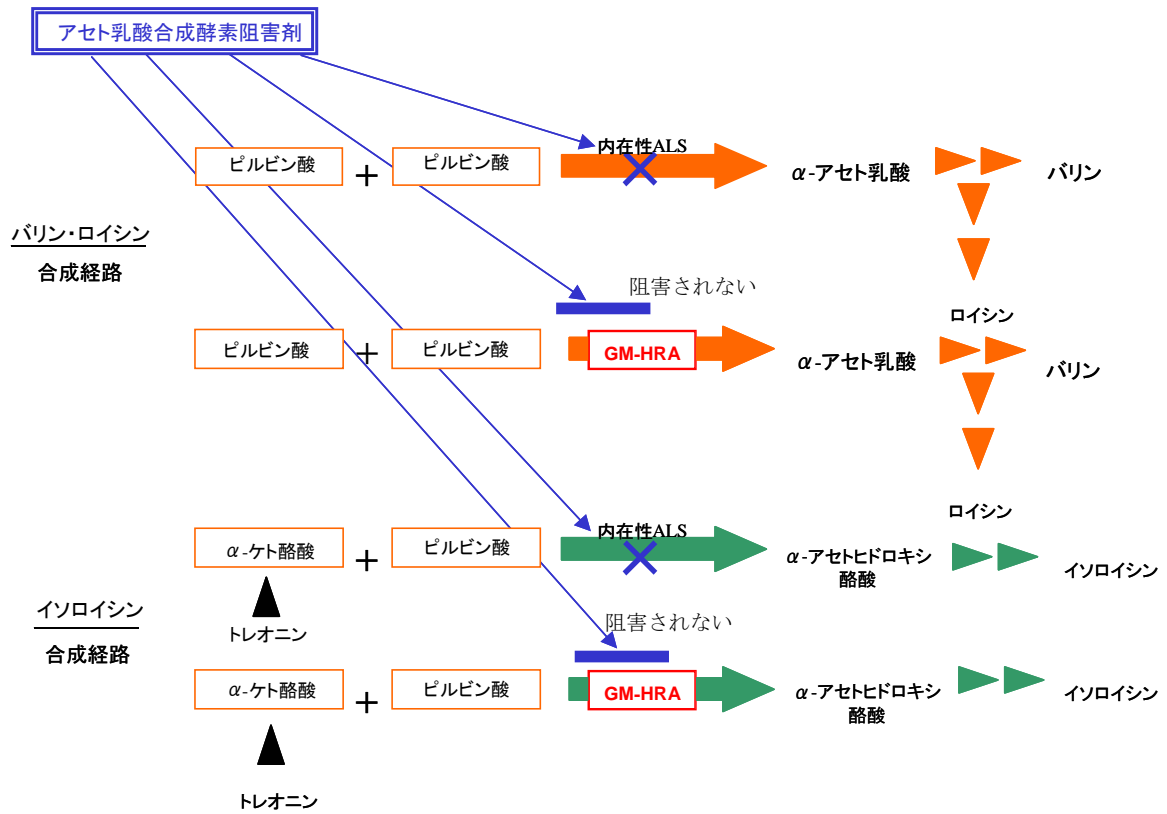 アセト乳酸合成酵素阻害剤
内在性ALS
ピルビン酸
+
ピルビン酸
α-アセト乳酸
バリン
バリン・ロイシン
合成経路
阻害されない
ロイシン
ピルビン酸
+
ピルビン酸
GM-HRA
α-アセト乳酸
バリン
ロイシン
内在性ALS
α-ケト酪酸
+
ピルビン酸
α-アセトヒドロキシ
酪酸
イソロイシン
イソロイシン
合成経路
トレオニン
阻害されない
α-ケト酪酸
+
ピルビン酸
GM-HRA
α-アセトヒドロキシ
酪酸
イソロイシン
トレオニン